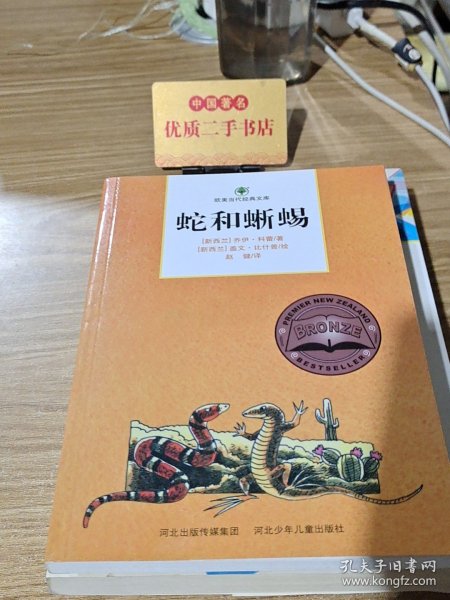 中国著名
优质二手书店
欧美当代经典文库
蛇和蜥蜴
[新西兰] 乔伊·科蕾/著
[新西兰] 盖文·比什普/绘
赵 健/译
PREMIER NEW ZEALAND
BRONZE
BESTSELLER
河北出版传媒集团 河北少年儿童出版社
孔夫子旧书网
www.kongfz.com